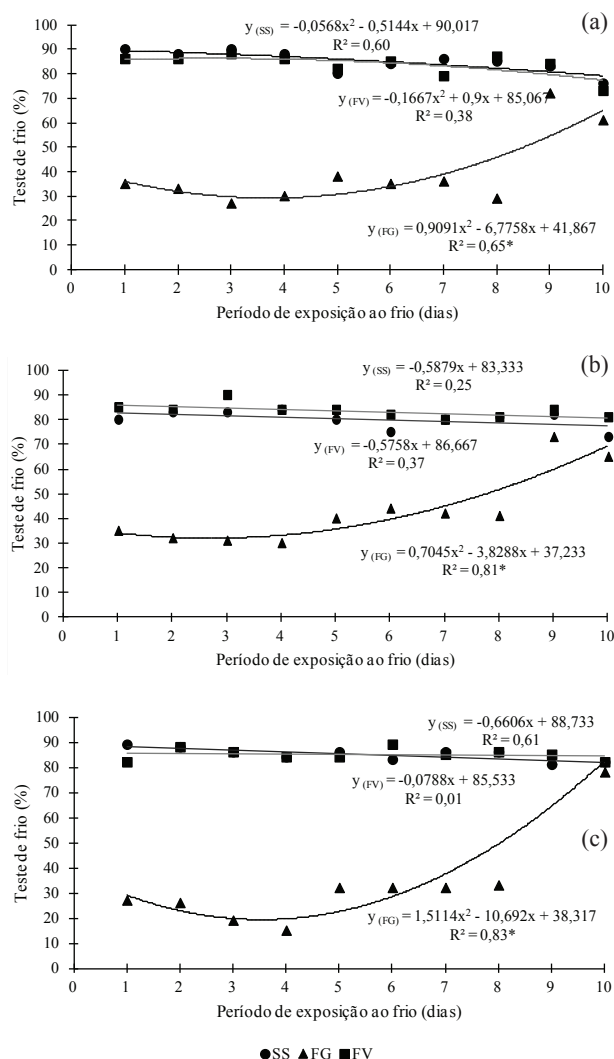 (a)
y (SS) = -0,0568x² - 0,5144x + 90,017
R² = 0,60
y (FV) = -0,1667x² + 0,9x + 85,067
R² = 0,38
y (FG) = 0,9091x² - 6,7758x + 41,867
R² = 0,65*
Teste de frio (%)
100
90
80
70
60
50
40
30
20
10
0
0 1 2 3 4 5 6 7 8 9 10
Período de exposição ao frio (dias)
(b)
y (SS) = -0,5879x + 83,333
R² = 0,25
y (FV) = -0,5758x + 86,667
R² = 0,37
y (FG) = 0,7045x² - 3,8288x + 37,233
R² = 0,81*
Teste de frio (%)
100
90
80
70
60
50
40
30
20
10
0
0 1 2 3 4 5 6 7 8 9 10
Período de exposição ao frio (dias)
y (SS) = -0,6606x + 88,733
R² = 0,61
y (FV) = -0,0788x + 85,533
R² = 0,01
(c)
y (FG) = 1,5114x² - 10,692x + 38,317
R² = 0,83*
Teste de frio (%)
100
90
80
70
60
50
40
30
20
10
0
0 1 2 3 4 5 6 7 8 9 10
Período de exposição ao frio (dias)
SS FG FV